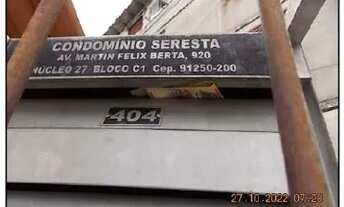 CONDOMÍNIO SERESTA
AV. MARTIN FELIX BERTA, 920
NÚCLEO 27 BLOCO C1 Cep. 91250-200
404
27.10.2022 07:28